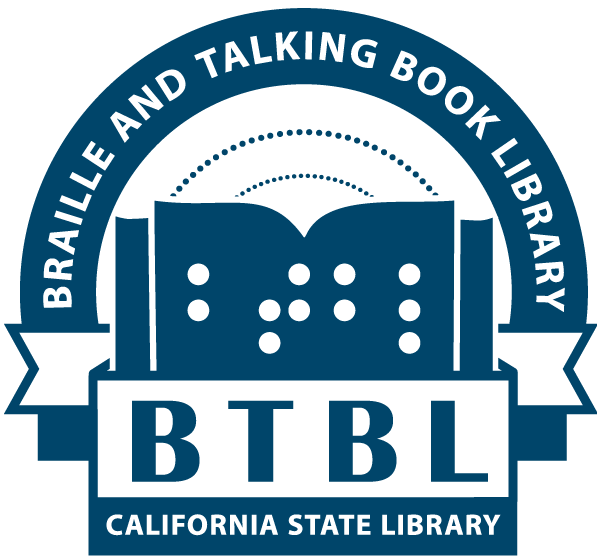 BRAILLE AND TALKING BOOK LIBRARY
⠃⠞⠃⠇
BTBL
CALIFORNIA STATE LIBRARY